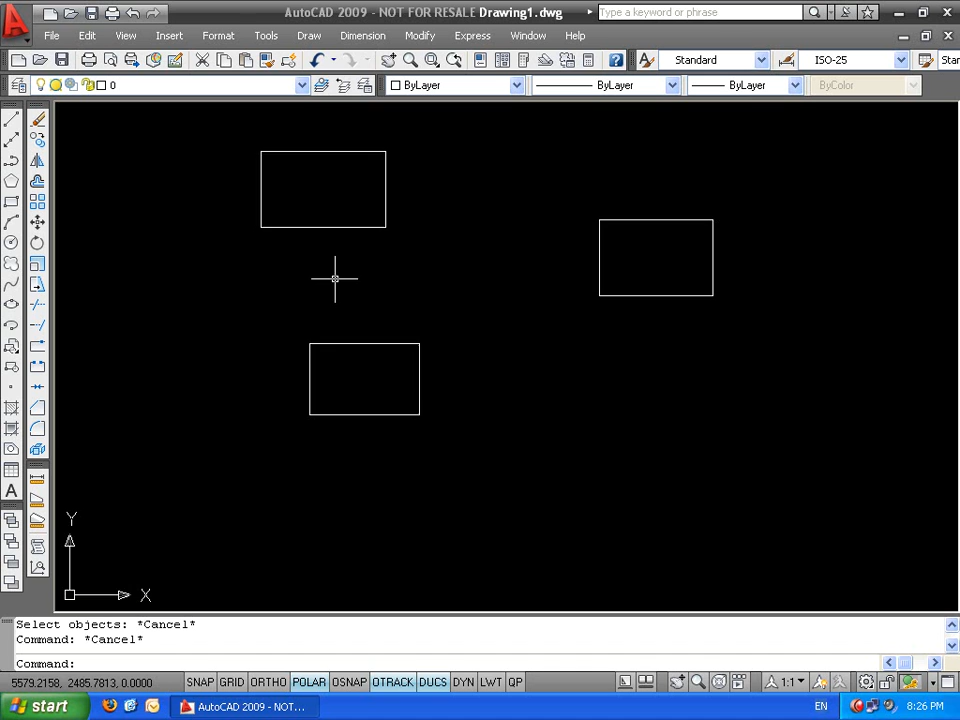 AutoCAD 2009 - NOT FOR RESALE Drawing1.dwg
Type a keyword or phrase
File Edit View Insert Format Tools Draw Dimension Modify Express Window Help
Standard ISO-25 Star
0 ByLayer ByLayer ByLayer ByColor
A
Y
X
Select objects: *Cancel*
Command: *Cancel*
Command:
5579.2158, 2485.7813, 0.0000 SNAP GRID ORTHO POLAR OSNAP OTRACK DUCS DYN LWT QP 1:1
start AutoCAD 2009 - NOT... EN 8:26 PM